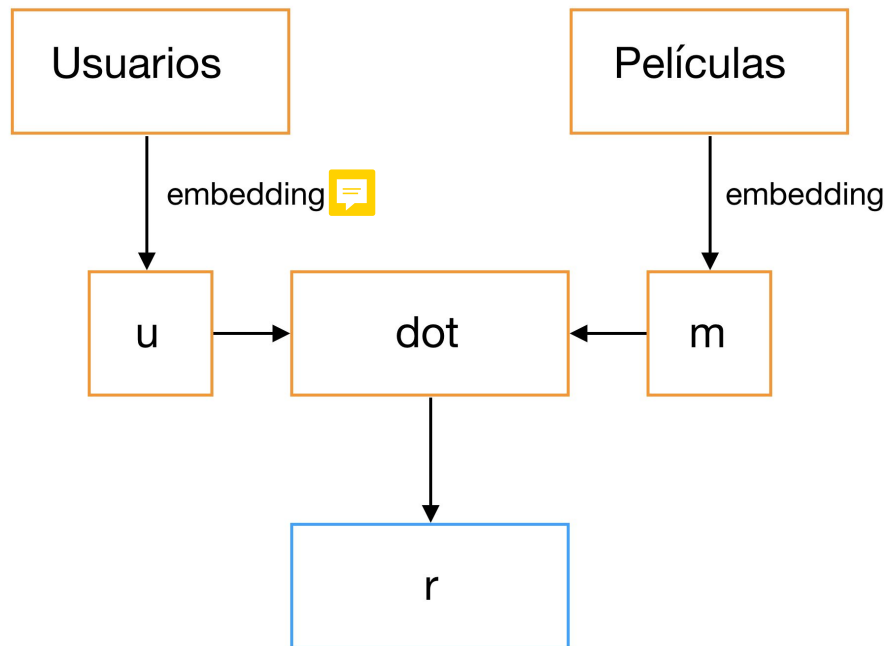 Usuarios
Películas
embedding
embedding
u
dot
m
r